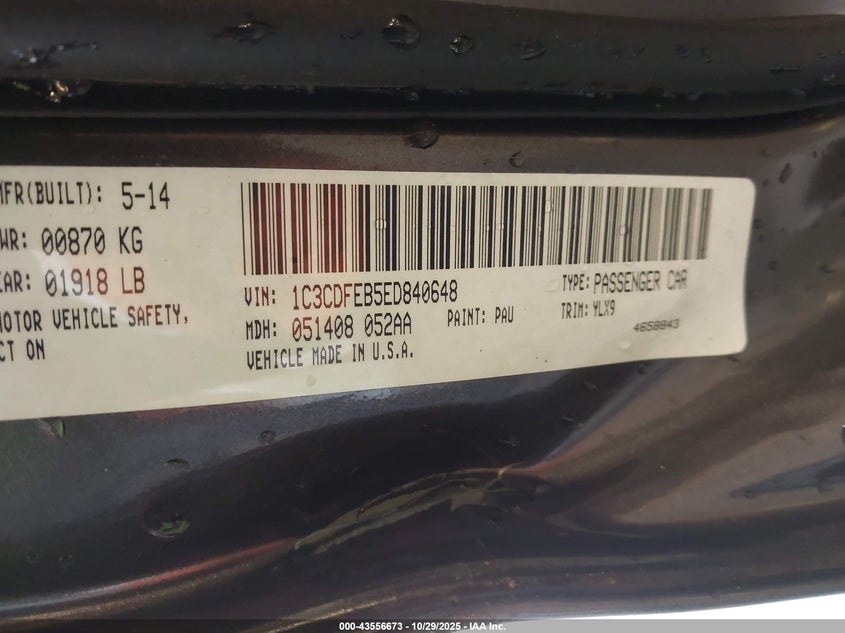 MFR(BUILT): 5-14
WR: 00870 KG
EAR: 01918 LB
MOTOR VEHICLE SAFETY,
CT ON
VIN: 1C3CDFEB5ED840648
TYPE: PASSENGER CAR
MDH: 051408 052AA
PAINT: PAU
TRIM: YLX9
VEHICLE MADE IN U.S.A.
4658843
000-43556673 - 10/29/2025 - IAA Inc.